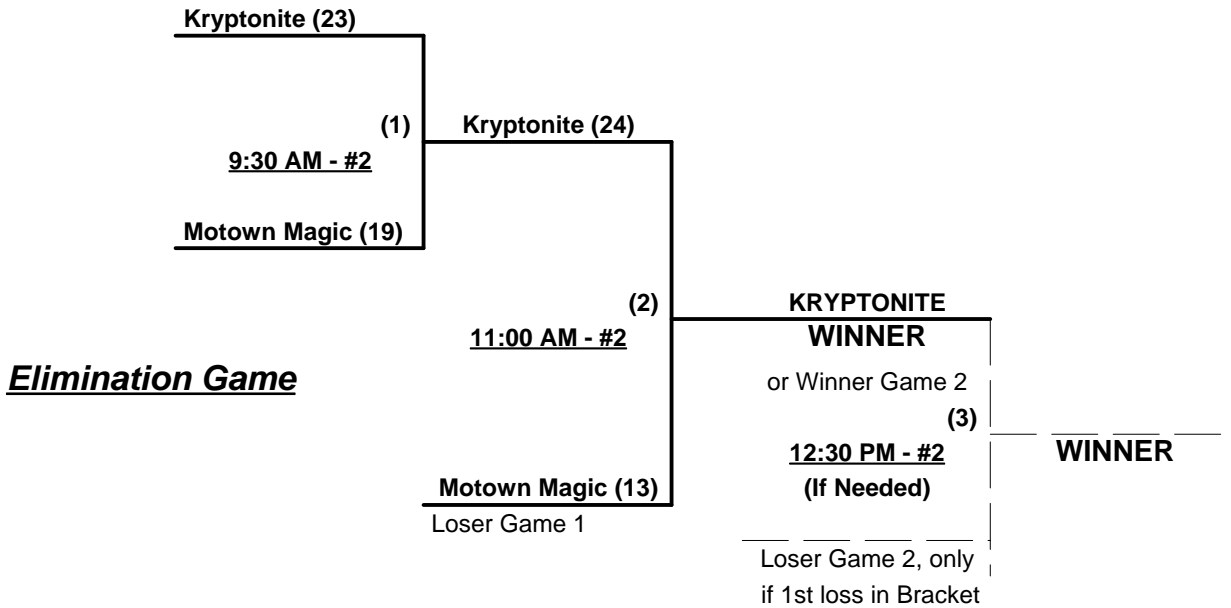 Kryptonite (23)
(1)
Kryptonite (24)
9:30 AM - #2
Motown Magic (19)
(2)
KRYPTONITE
11:00 AM - #2
WINNER
Elimination Game
or Winner Game 2
(3)
12:30 PM - #2
WINNER
(If Needed)
Motown Magic (13)
Loser Game 1
Loser Game 2, only
if 1st loss in Bracket